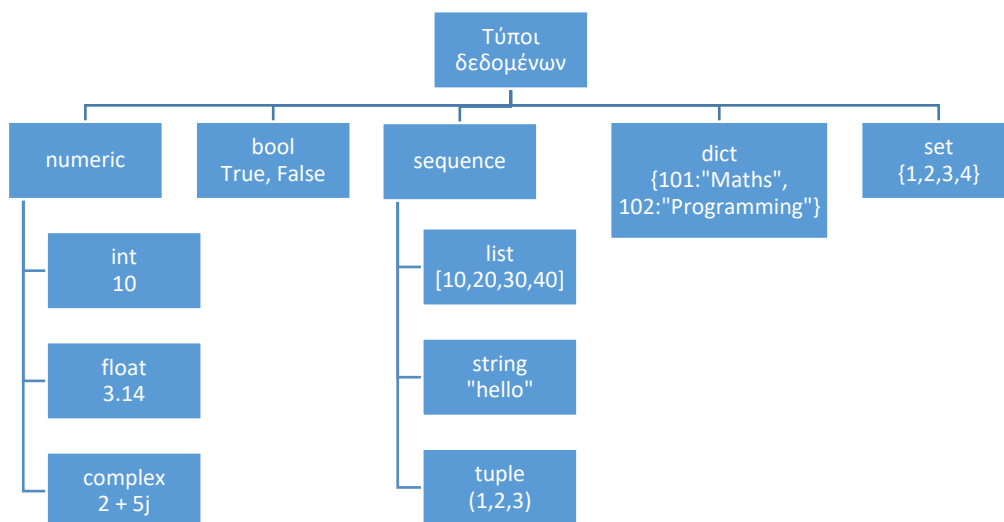 Τύποι
δεδομένων
numeric
bool
True, False
sequence
dict
{101:"Maths",
102:"Programming"}
set
{1,2,3,4}
int
10
float
3.14
complex
2 + 5j
list
[10,20,30,40]
string
"hello"
tuple
(1,2,3)